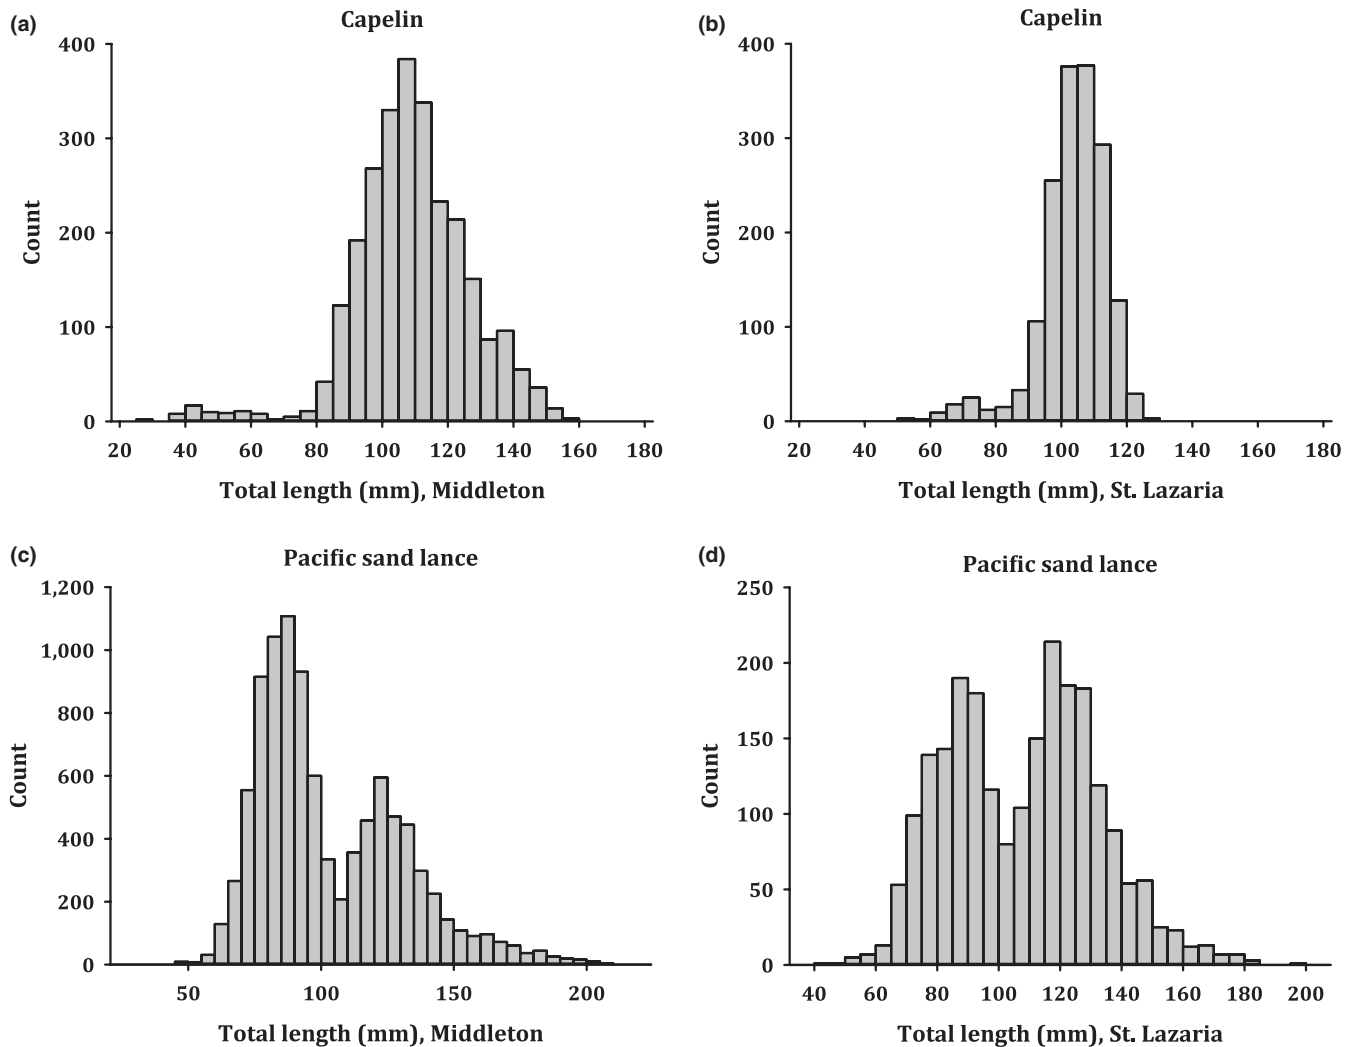 (a)
Capelin
400
300
200
100
0
Count
20 40 60 80 100 120 140 160 180
Total length (mm), Middleton
(b)
Capelin
400
300
200
100
0
Count
20 40 60 80 100 120 140 160 180
Total length (mm), St. Lazaria
(c)
Pacific sand lance
1,200
1,000
800
600
400
200
0
Count
50 100 150 200
Total length (mm), Middleton
(d)
Pacific sand lance
250
200
150
100
50
0
Count
40 60 80 100 120 140 160 180 200
Total length (mm), St. Lazaria